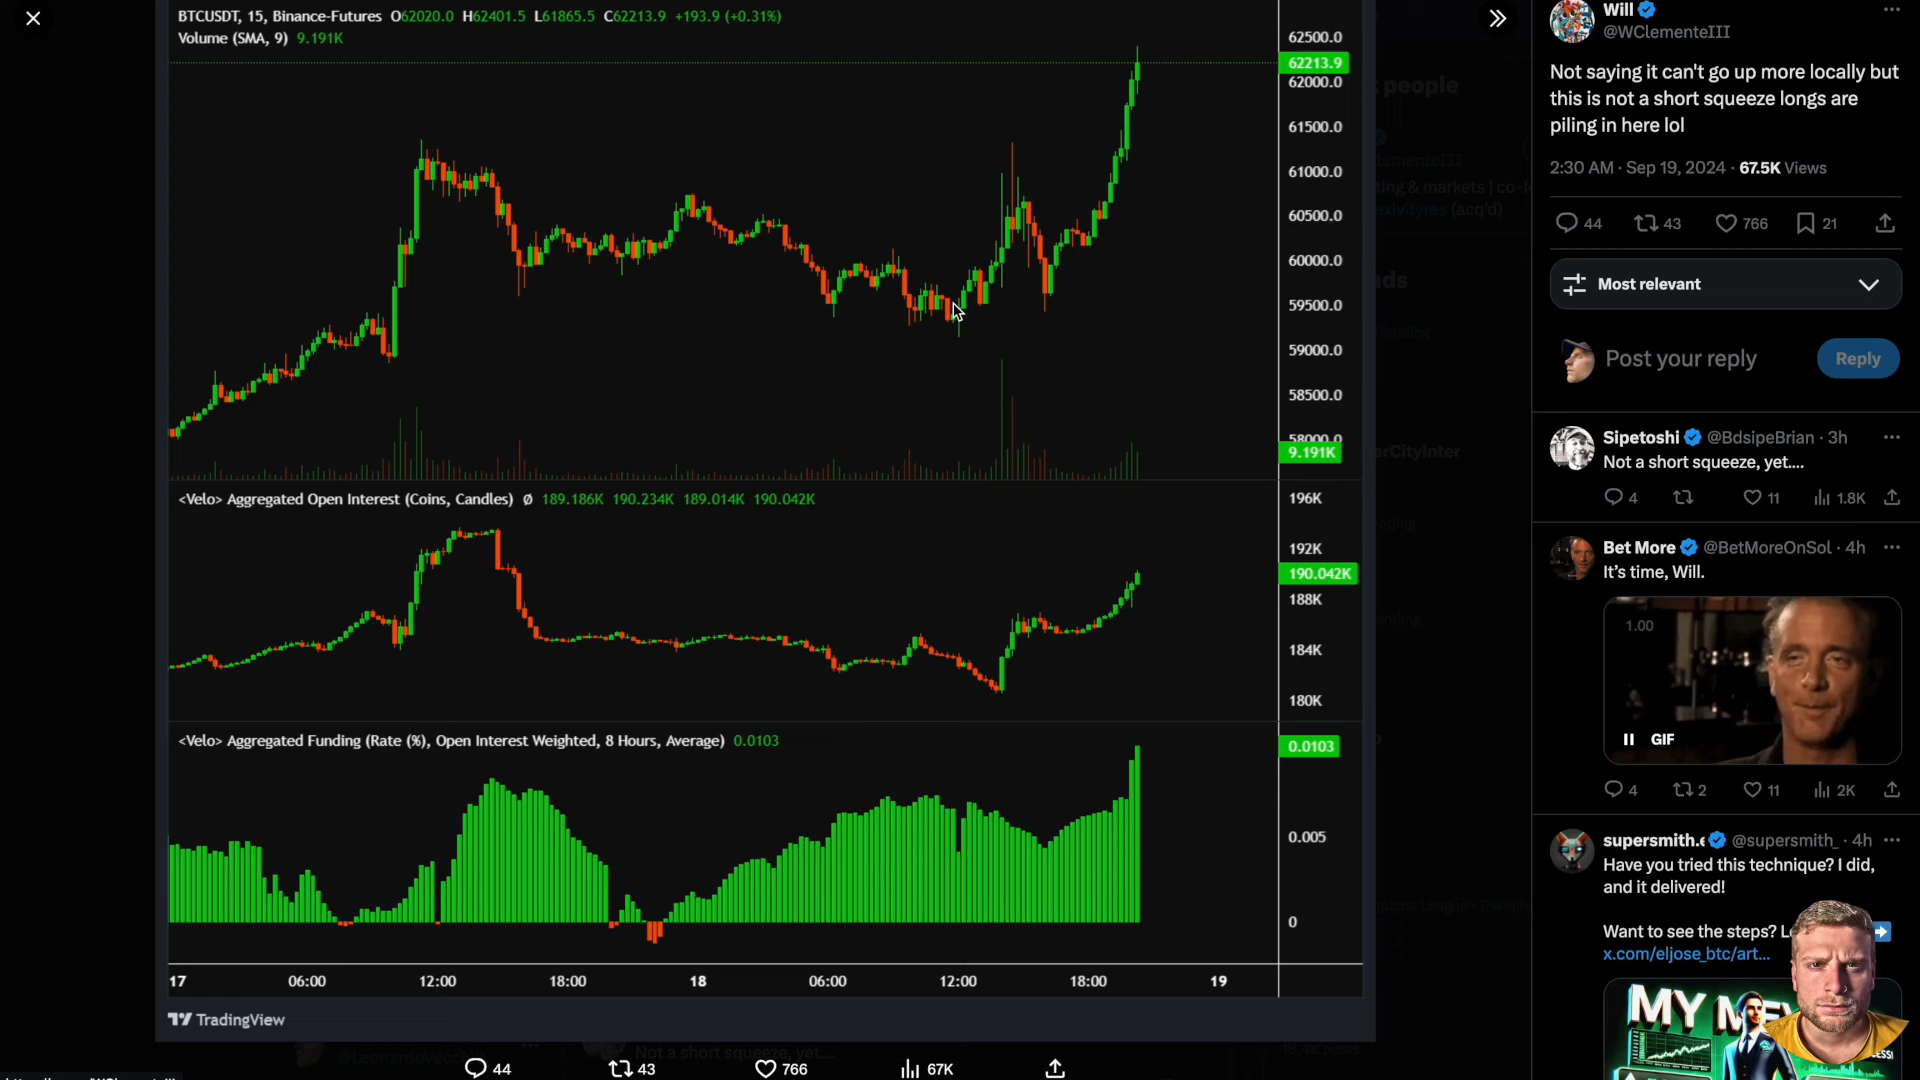 BTCUSDT, 15, Binance-Futures O62020.0 H62401.5 L61865.5 C62213.9 +193.9 (+0.31%)
Volume (SMA, 9) 9.191K
62500.0
62213.9
62000.0
61500.0
61000.0
60500.0
60000.0
59500.0
59000.0
58500.0
58000.0
9.191K
<Velo> Aggregated Open Interest (Coins, Candles) Ø 189.186K 190.234K 189.014K 190.042K
196K
192K
190.042K
188K
184K
180K
<Velo> Aggregated Funding (Rate (%), Open Interest Weighted, 8 Hours, Average) 0.0103
0.0103
0.005
0
17 06:00 12:00 18:00 18 06:00 12:00 18:00 19
TradingView
44 43 766 67K
people
Not a short squeeze, yet....
Will
@WClementeIII
Not saying it can't go up more locally but
this is not a short squeeze longs are
piling in here lol
2:30 AM · Sep 19, 2024 · 67.5K Views
44 43 766 21
Most relevant
Post your reply
Reply
Sipetoshi @BdsipeBrian · 3h
Not a short squeeze, yet....
4 11 1.8K
Bet More @BetMoreOnSol · 4h
It's time, Will.
1.00
GIF
4 2 11 2K
supersmith.e @supersmith_ · 4h
Have you tried this technique? I did,
and it delivered!
Want to see the steps?
x.com/eljose_btc/art...
MY